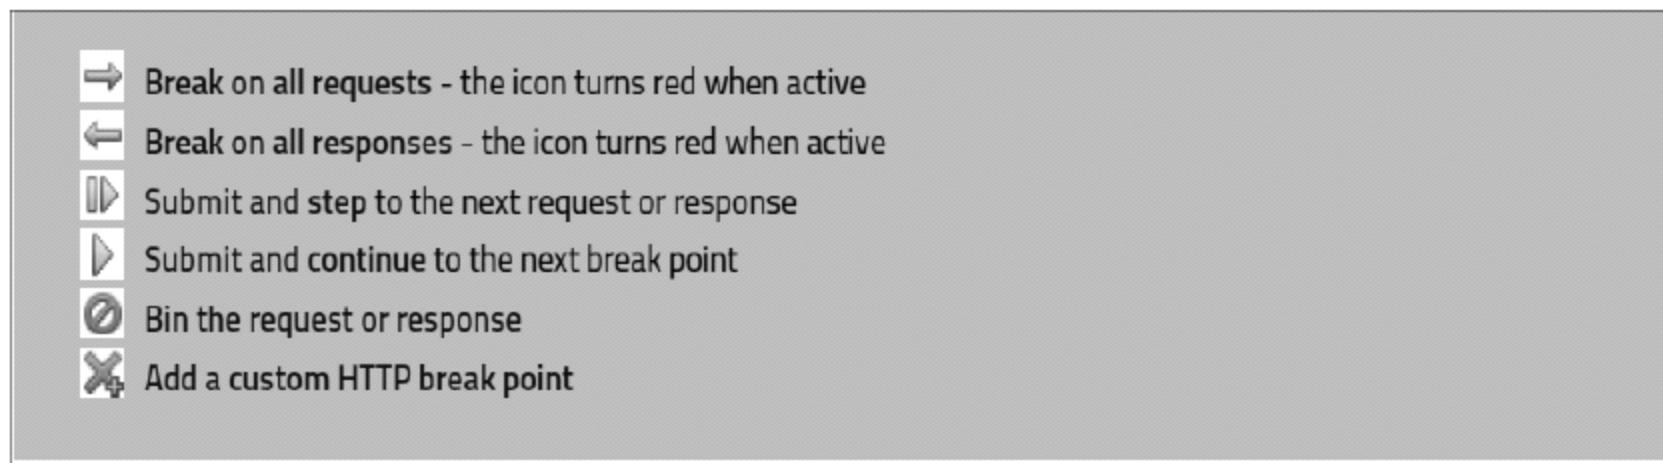 Break on all requests - the icon turns red when active
Break on all responses - the icon turns red when active
Submit and step to the next request or response
Submit and continue to the next break point
Bin the request or response
Add a custom HTTP break point